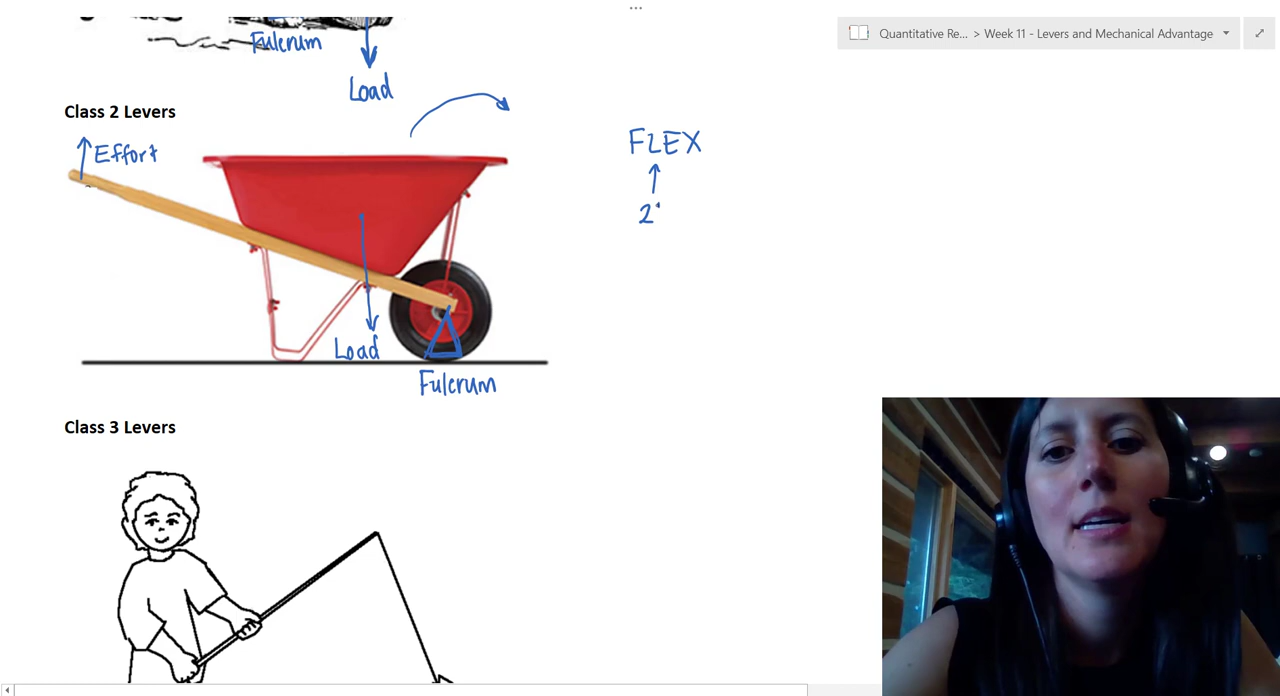 ...
Quantitative Re... > Week 11 - Levers and Mechanical Advantage
Fulcrum
Load
Class 2 Levers
Effort
FLEX
2
Load
Fulcrum
Class 3 Levers